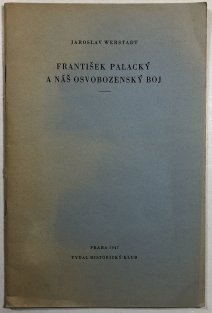 JAROSLAV WERSTADT
FRANTIŠEK PALACKÝ
A NÁŠ OSVOBOZENSKÝ BOJ
PRAHA 1947
VYDAL HISTORICKÝ KLUB